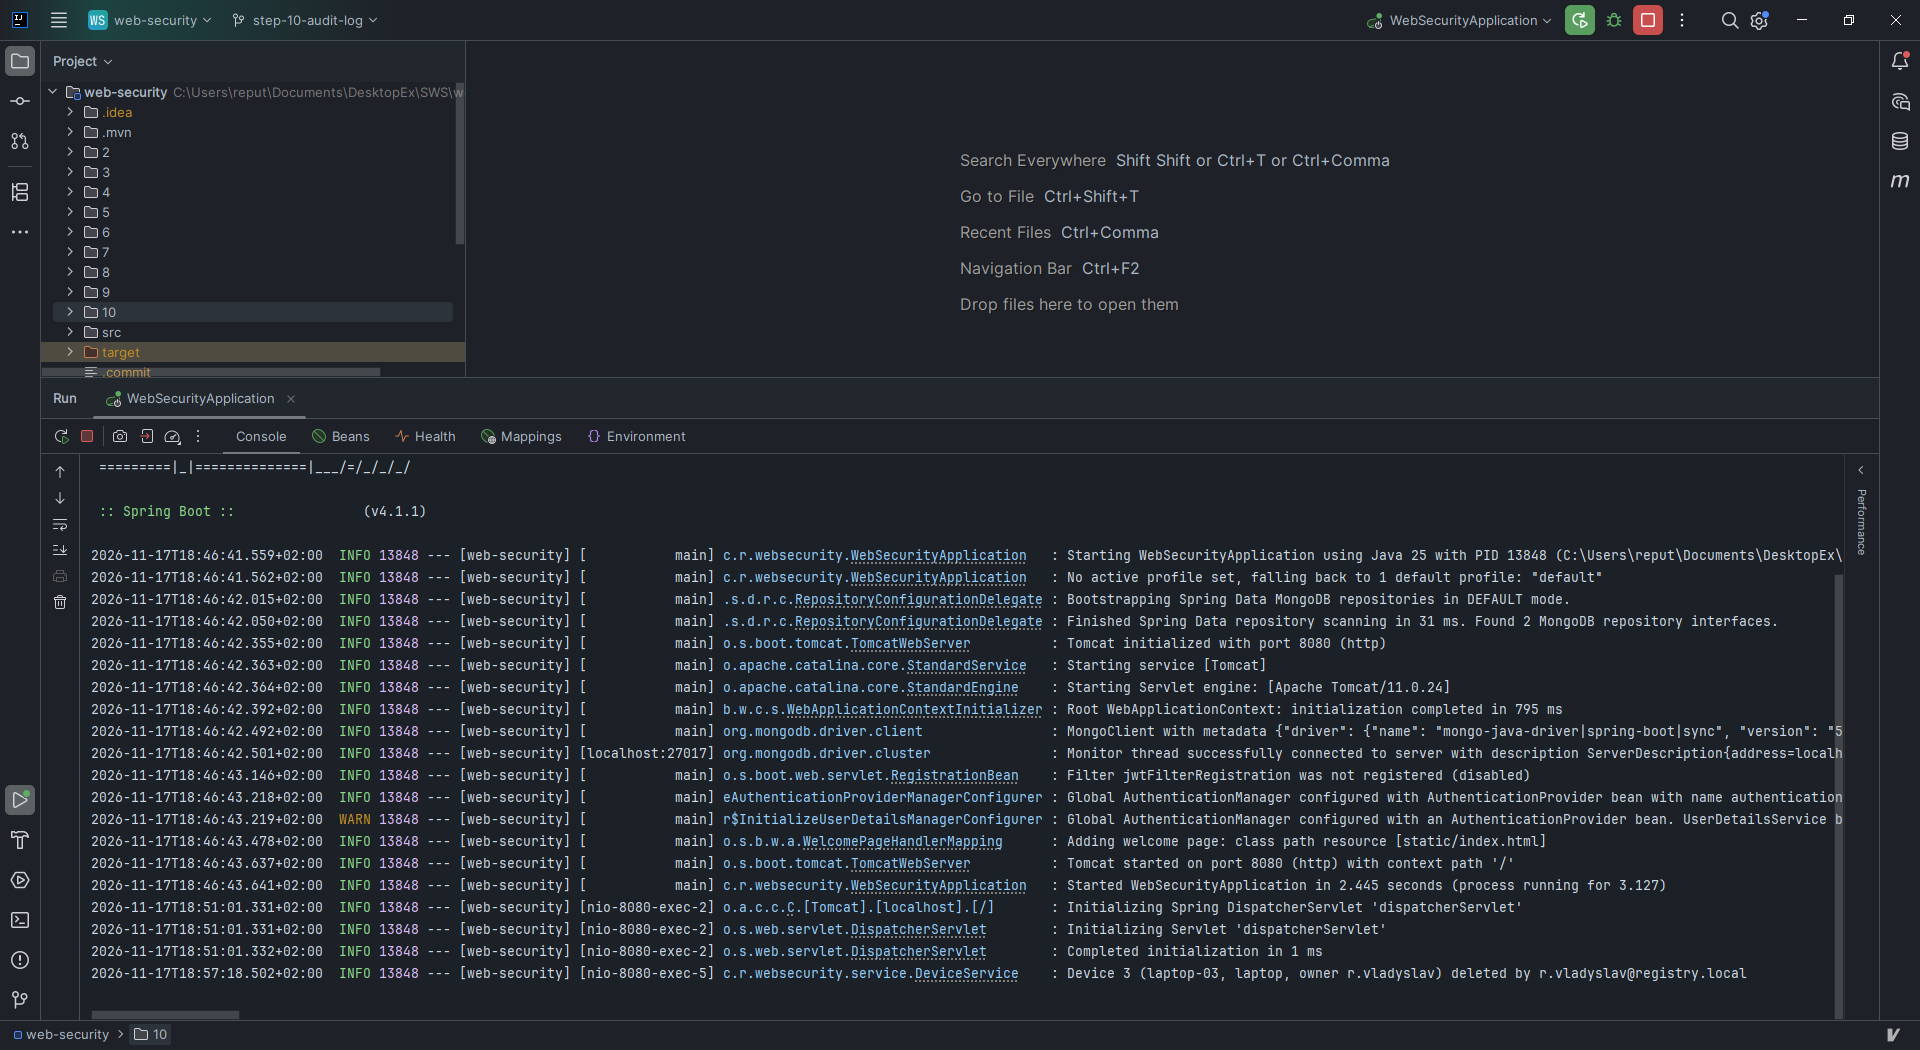 WS web-security step-10-audit-log WebSecurityApplication
Project
web-security C:\Users\reput\Documents\DesktopEx\SWS\w
.idea
.mvn
2
3
4
5
6
7
8
9
10
src
target
.commit
Search Everywhere Shift Shift or Ctrl+T or Ctrl+Comma
Go to File Ctrl+Shift+T
Recent Files Ctrl+Comma
Navigation Bar Ctrl+F2
Drop files here to open them
Run WebSecurityApplication
Console Beans Health Mappings Environment
Performance
=========|_|==============|___/=/_/_/_/
:: Spring Boot :: (v4.1.1)
2026-11-17T18:46:41.559+02:00 INFO 13848 --- [web-security] [ main] c.r.websecurity.WebSecurityApplication : Starting WebSecurityApplication using Java 25 with PID 13848 (C:\Users\reput\Documents\DesktopEx\
2026-11-17T18:46:41.562+02:00 INFO 13848 --- [web-security] [ main] c.r.websecurity.WebSecurityApplication : No active profile set, falling back to 1 default profile: "default"
2026-11-17T18:46:42.015+02:00 INFO 13848 --- [web-security] [ main] .s.d.r.c.RepositoryConfigurationDelegate : Bootstrapping Spring Data MongoDB repositories in DEFAULT mode.
2026-11-17T18:46:42.050+02:00 INFO 13848 --- [web-security] [ main] .s.d.r.c.RepositoryConfigurationDelegate : Finished Spring Data repository scanning in 31 ms. Found 2 MongoDB repository interfaces.
2026-11-17T18:46:42.355+02:00 INFO 13848 --- [web-security] [ main] o.s.boot.tomcat.TomcatWebServer : Tomcat initialized with port 8080 (http)
2026-11-17T18:46:42.363+02:00 INFO 13848 --- [web-security] [ main] o.apache.catalina.core.StandardService : Starting service [Tomcat]
2026-11-17T18:46:42.364+02:00 INFO 13848 --- [web-security] [ main] o.apache.catalina.core.StandardEngine : Starting Servlet engine: [Apache Tomcat/11.0.24]
2026-11-17T18:46:42.392+02:00 INFO 13848 --- [web-security] [ main] b.w.c.s.WebApplicationContextInitializer : Root WebApplicationContext: initialization completed in 795 ms
2026-11-17T18:46:42.492+02:00 INFO 13848 --- [web-security] [ main] org.mongodb.driver.client : MongoClient with metadata {"driver": {"name": "mongo-java-driver|spring-boot|sync", "version": "5
2026-11-17T18:46:42.501+02:00 INFO 13848 --- [web-security] [localhost:27017] org.mongodb.driver.cluster : Monitor thread successfully connected to server with description ServerDescription{address=localh
2026-11-17T18:46:43.146+02:00 INFO 13848 --- [web-security] [ main] o.s.boot.web.servlet.RegistrationBean : Filter jwtFilterRegistration was not registered (disabled)
2026-11-17T18:46:43.218+02:00 INFO 13848 --- [web-security] [ main] eAuthenticationProviderManagerConfigurer : Global AuthenticationManager configured with AuthenticationProvider bean with name authentication
2026-11-17T18:46:43.219+02:00 WARN 13848 --- [web-security] [ main] r$InitializeUserDetailsManagerConfigurer : Global AuthenticationManager configured with an AuthenticationProvider bean. UserDetailsService b
2026-11-17T18:46:43.478+02:00 INFO 13848 --- [web-security] [ main] o.s.b.w.a.WelcomePageHandlerMapping : Adding welcome page: class path resource [static/index.html]
2026-11-17T18:46:43.637+02:00 INFO 13848 --- [web-security] [ main] o.s.boot.tomcat.TomcatWebServer : Tomcat started on port 8080 (http) with context path '/'
2026-11-17T18:46:43.641+02:00 INFO 13848 --- [web-security] [ main] c.r.websecurity.WebSecurityApplication : Started WebSecurityApplication in 2.445 seconds (process running for 3.127)
2026-11-17T18:51:01.331+02:00 INFO 13848 --- [web-security] [nio-8080-exec-2] o.a.c.c.C.[Tomcat].[localhost].[/] : Initializing Spring DispatcherServlet 'dispatcherServlet'
2026-11-17T18:51:01.331+02:00 INFO 13848 --- [web-security] [nio-8080-exec-2] o.s.web.servlet.DispatcherServlet : Initializing Servlet 'dispatcherServlet'
2026-11-17T18:51:01.332+02:00 INFO 13848 --- [web-security] [nio-8080-exec-2] o.s.web.servlet.DispatcherServlet : Completed initialization in 1 ms
2026-11-17T18:57:18.502+02:00 INFO 13848 --- [web-security] [nio-8080-exec-5] c.r.websecurity.service.DeviceService : Device 3 (laptop-03, laptop, owner r.vladyslav) deleted by r.vladyslav@registry.local
web-security 10